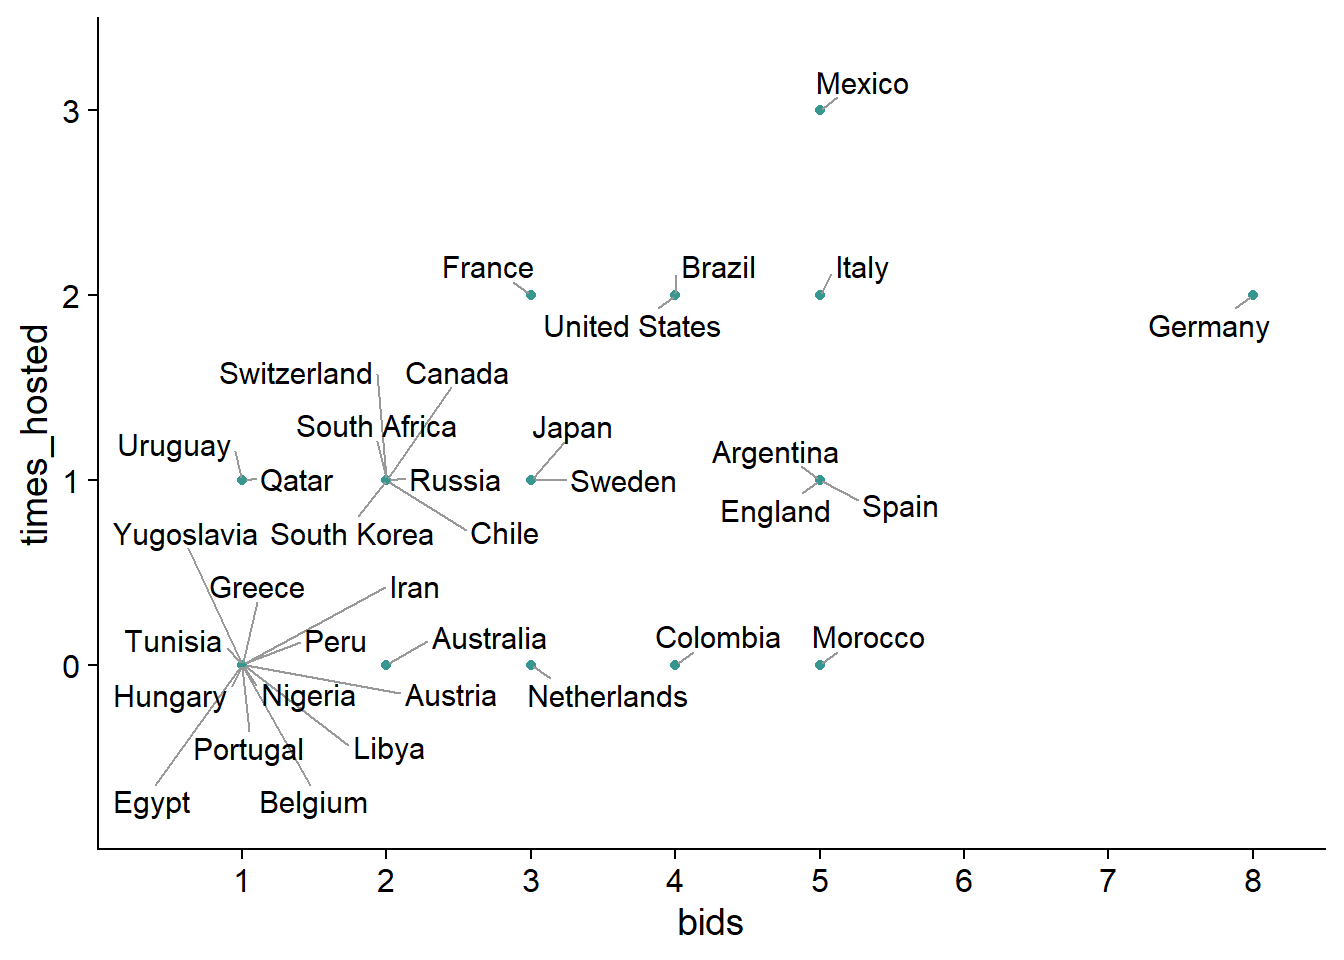 Mexico
3
France
Brazil
Italy
2
United States
Germany
Switzerland
Canada
South Africa
Japan
Uruguay
Argentina
1
Qatar
Russia
Sweden
England
Spain
Yugoslavia
South Korea
Chile
Greece
Iran
Tunisia
Peru
Australia
Colombia
Morocco
0
Hungary
Nigeria
Austria
Netherlands
Portugal
Libya
Egypt
Belgium
times_hosted
1 2 3 4 5 6 7 8
bids